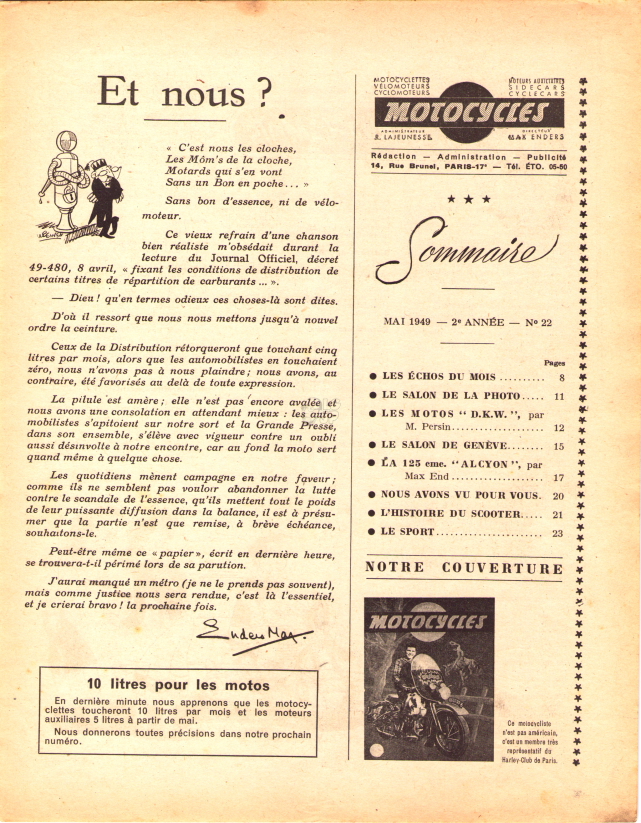 Et nous ?
« C'est nous les cloches,
Les Môm's de la cloche,
Motards qui s'en vont
Sans un Bon en poche... »
Sans bon d'essence, ni de vélo-
moteur.
Ce vieux refrain d'une chanson
bien réaliste m'obsédait durant la
lecture du Journal Officiel, décret
49-480, 8 avril, « fixant les conditions de distribution de
certains titres de répartition de carburants ... ».
— Dieu ! qu'en termes odieux ces choses-là sont dites.
D'où il ressort que nous nous mettons jusqu'à nouvel
ordre la ceinture.
Ceux de la Distribution rétorqueront que touchant cinq
litres par mois, alors que les automobilistes en touchaient
zéro, nous n'avons pas à nous plaindre ; nous avons, au
contraire, été favorisés au delà de toute expression.
La pilule est amère ; elle n'est pas encore avalée et
nous avons une consolation en attendant mieux : les auto-
mobilistes s'apitoient sur notre sort et la Grande Presse,
dans son ensemble, s'élève avec vigueur contre un oubli
aussi désinvolte à notre encontre, car au fond la moto sert
quand même à quelque chose.
Les quotidiens mènent campagne en notre faveur ;
comme ils ne semblent pas vouloir abandonner la lutte
contre le scandale de l'essence, qu'ils mettent tout le poids
de leur puissante diffusion dans la balance, il est à présu-
mer que la partie n'est que remise, à brève échéance,
souhaitons-le.
Peut-être même ce « papier », écrit en dernière heure,
se trouvera-t-il périmé lors de sa parution.
J'aurai manqué un métro (je ne le prends pas souvent),
mais comme justice nous sera rendue, c'est là l'essentiel,
et je crierai bravo ! la prochaine fois.
Enders Max
10 litres pour les motos
En dernière minute nous apprenons que les motocy-
clettes toucheront 10 litres par mois et les moteurs
auxiliaires 5 litres à partir de mai.
Nous donnerons toutes précisions dans notre prochain
numéro.
MOTOCYCLETTES
VÉLOMOTEURS
CYCLOMOTEURS
MOTEURS AUXILIAIRES
SIDECARS
CYCLECARS
MOTOCYCLES
ADMINISTRATEUR
R. LAJEUNESSE
DIRECTEUR
MAX ENDERS
Rédaction — Administration — Publicité
14, Rue Brunel, PARIS-17e — Tél. ÉTO. 05-50
Sommaire
MAI 1949 — 2e ANNÉE — No 22
Pages
● LES ÉCHOS DU MOIS .......... 8
● LE SALON DE LA PHOTO..... 11
● LES MOTOS " D.K.W. ", par
M. Persin.................... 12
● LE SALON DE GENÈVE....... 15
● LA 125 cmc. "ALCYON", par
Max End .................... 17
● NOUS AVONS VU POUR VOUS. 20
● L'HISTOIRE DU SCOOTER..... 21
● LE SPORT....................... 23
NOTRE COUVERTURE
MOTOCYCLES
Ce motocycliste
n'est pas américain,
c'est un membre très
représentatif du
Harley-Club de Paris.